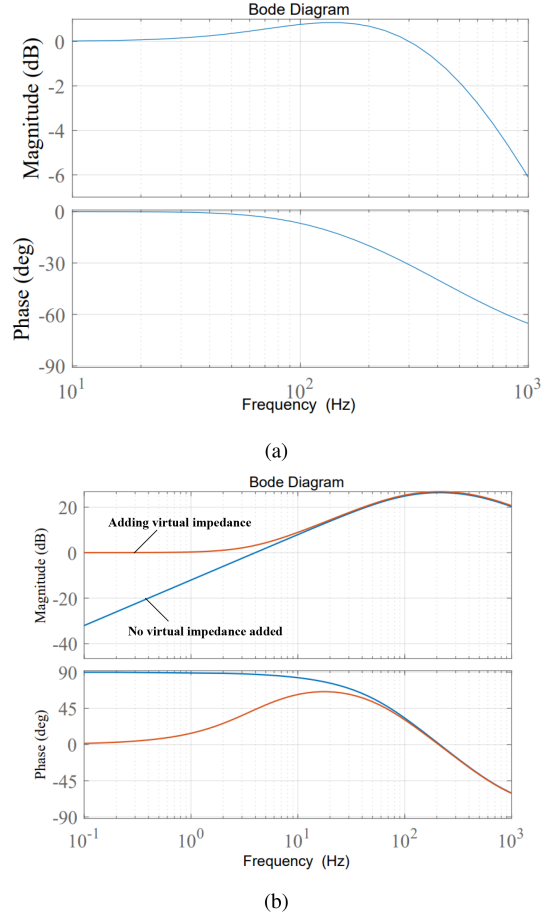 Bode Diagram
Magnitude (dB)
0
-2
-4
-6
Phase (deg)
0
-30
-60
-90
10^1
10^2
10^3
Frequency (Hz)
(a)
Bode Diagram
Magnitude (dB)
20
0
-20
-40
Adding virtual impedance
No virtual impedance added
Phase (deg)
90
45
0
-45
-90
10^-1
10^0
10^1
10^2
10^3
Frequency (Hz)
(b)